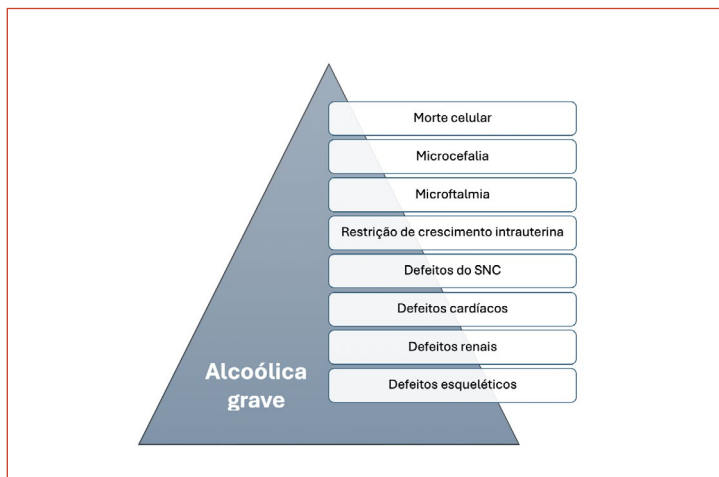 Morte celular
Microcefalia
Microftalmia
Restrição de crescimento intrauterina
Defeitos do SNC
Defeitos cardíacos
Defeitos renais
Defeitos esqueléticos
Alcoólica
grave